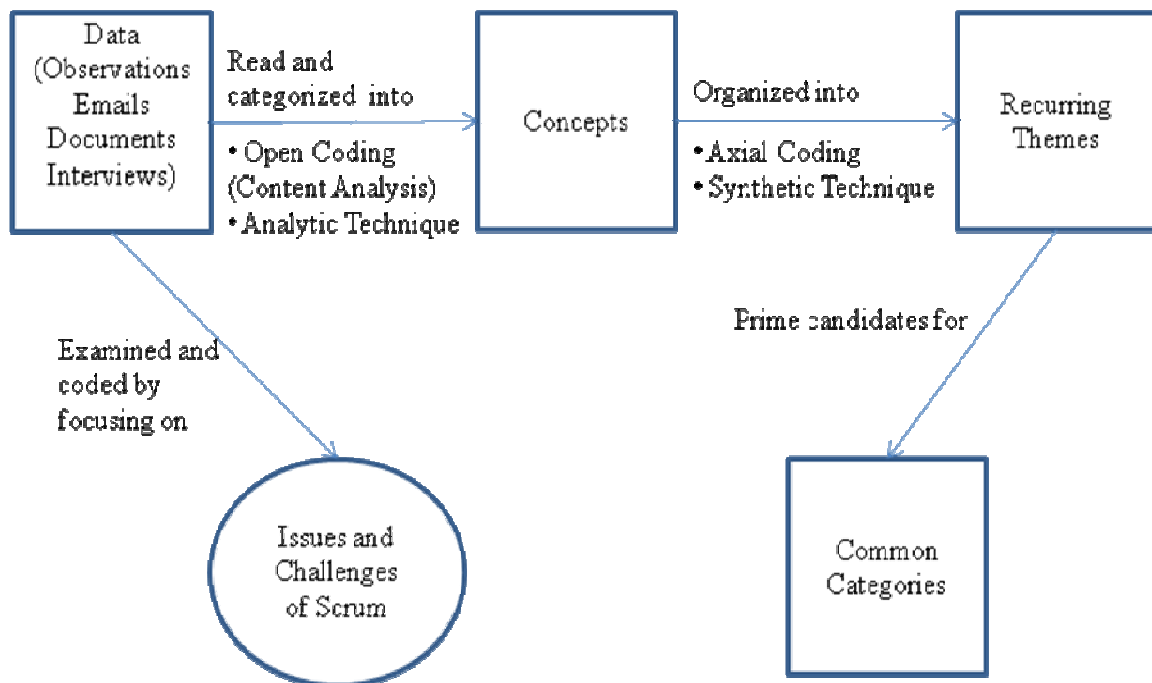 Data
(Observations
Emails
Documents
Interviews)
Read and
categorized into
• Open Coding
(Content Analysis)
• Analytic Technique
Concepts
Organized into
• Axial Coding
• Synthetic Technique
Recurring
Themes
Examined and
coded by
focusing on
Prime candidates for
Issues and
Challenges
of Scrum
Common
Categories